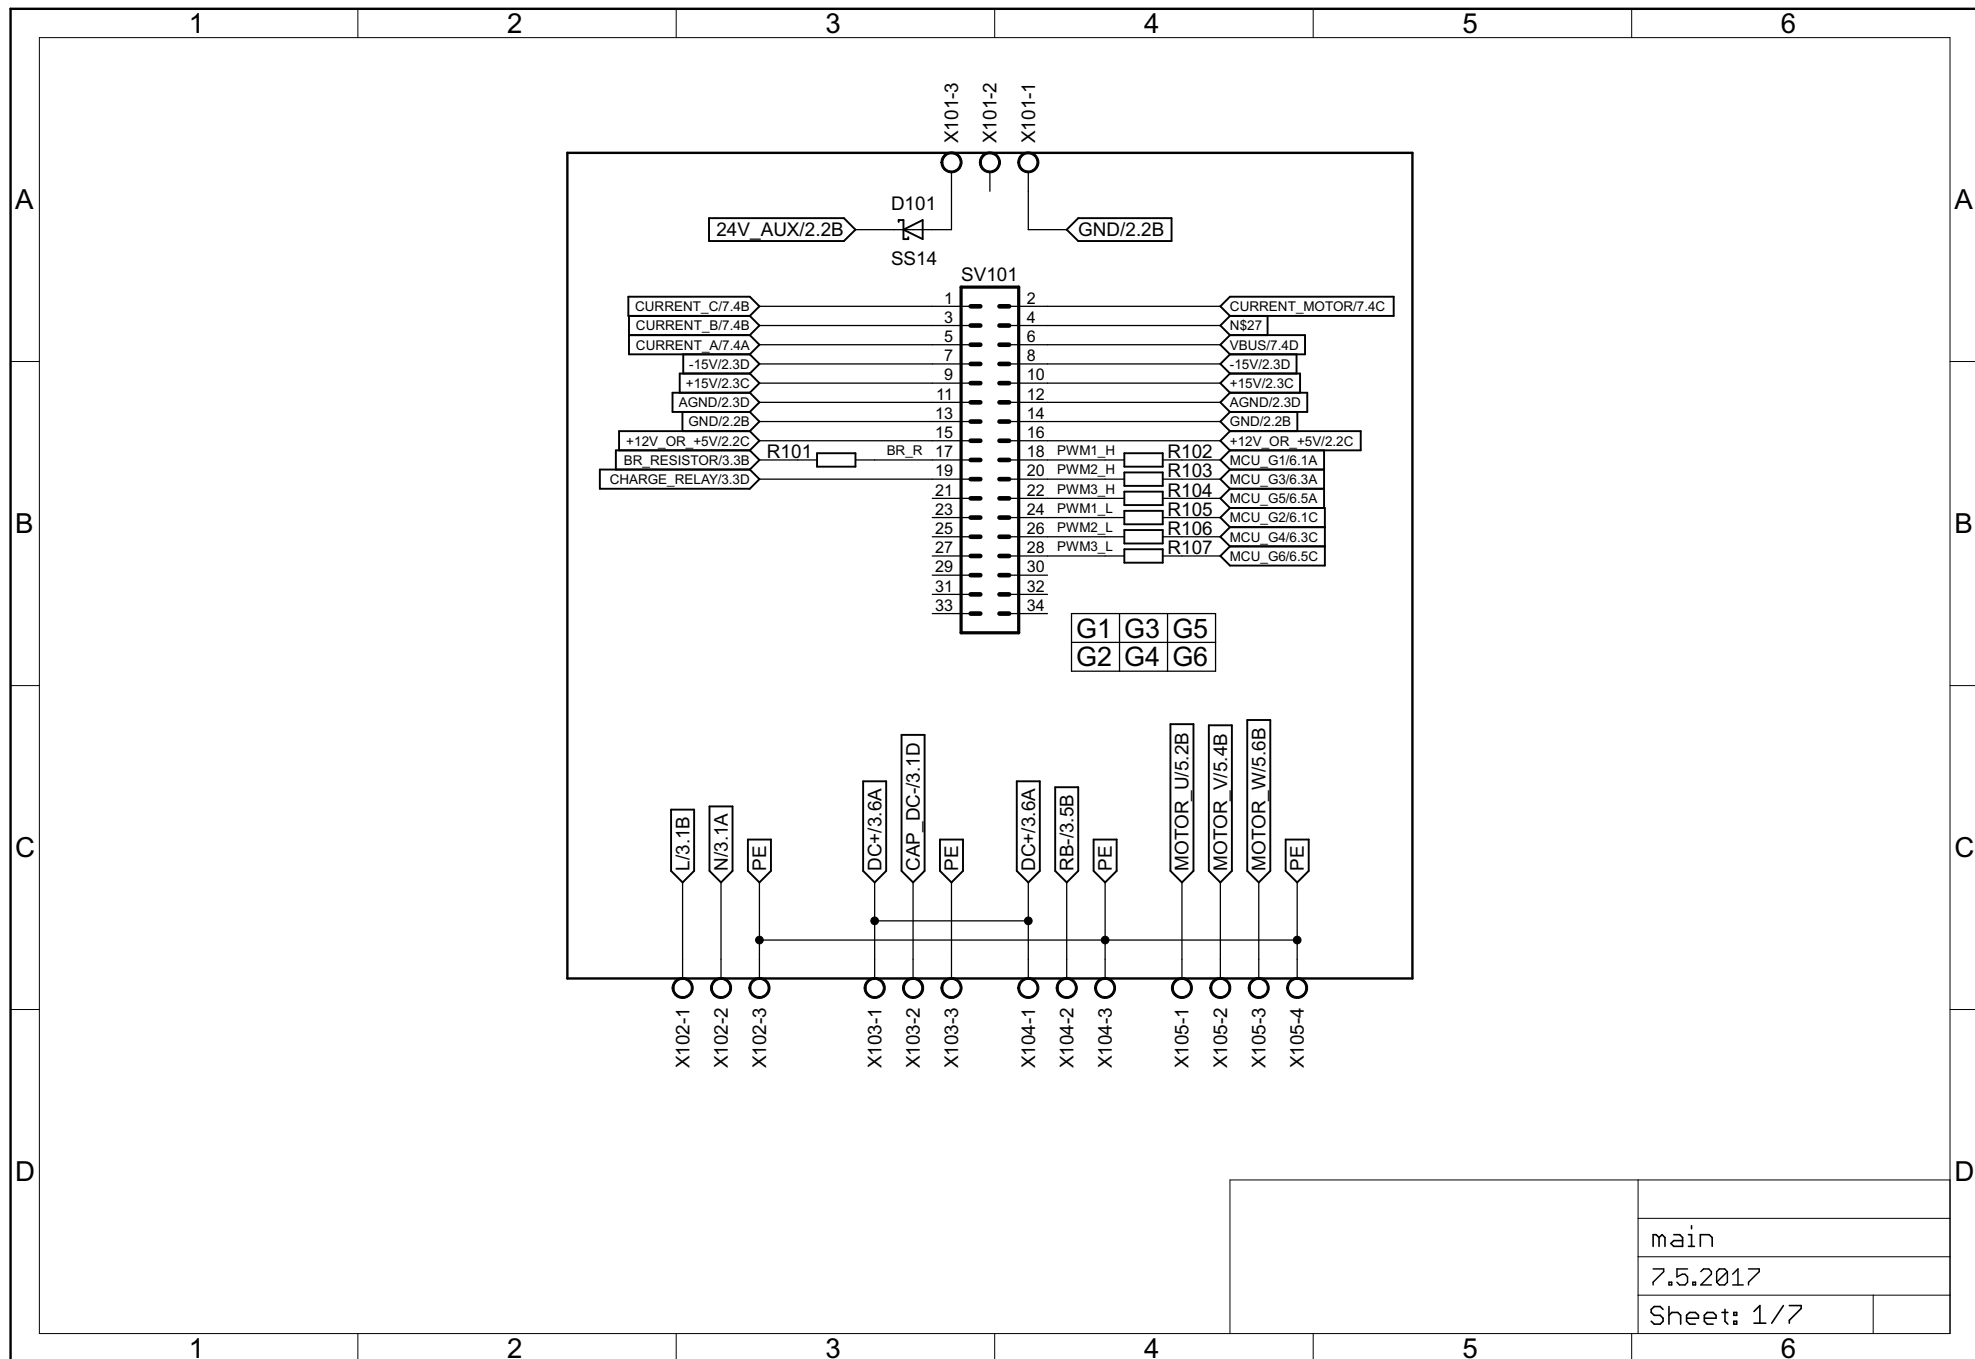 1 2 3 4 5 6
X101-3 X101-2 X101-1
A A
D101
24V_AUX/2.2B GND/2.2B
SS14
SV101
CURRENT_C/7.4B 1 2 CURRENT_MOTOR/7.4C
CURRENT_B/7.4B 3 4 N$27
CURRENT_A/7.4A 5 6 VBUS/7.4D
-15V/2.3D 7 8 -15V/2.3D
+15V/2.3C 9 10 +15V/2.3C
AGND/2.3D 11 12 AGND/2.3D
GND/2.2B 13 14 GND/2.2B
+12V_OR_+5V/2.2C 15 16 +12V_OR_+5V/2.2C
BR_RESISTOR/3.3B R101 BR_R 17 18 PWM1_H R102 MCU_G1/6.1A
CHARGE_RELAY/3.3D 19 20 PWM2_H R103 MCU_G3/6.3A
21 22 PWM3_H R104 MCU_G5/6.5A
23 24 PWM1_L R105 MCU_G2/6.1C
B B
25 26 PWM2_L R106 MCU_G4/6.3C
27 28 PWM3_L R107 MCU_G6/6.5C
29 30
31 32
33 34
G1 G3 G5
G2 G4 G6
L/3.1B N/3.1A PE DC+/3.6A CAP_DC-/3.1D PE DC+/3.6A RB-/3.5B PE MOTOR_U/5.2B MOTOR_V/5.4B MOTOR_W/5.6B PE
C C
X102-1 X102-2 X102-3 X103-1 X103-2 X103-3 X104-1 X104-2 X104-3 X105-1 X105-2 X105-3 X105-4
D D
main
7.5.2017
Sheet: 1/7
1 2 3 4 5 6